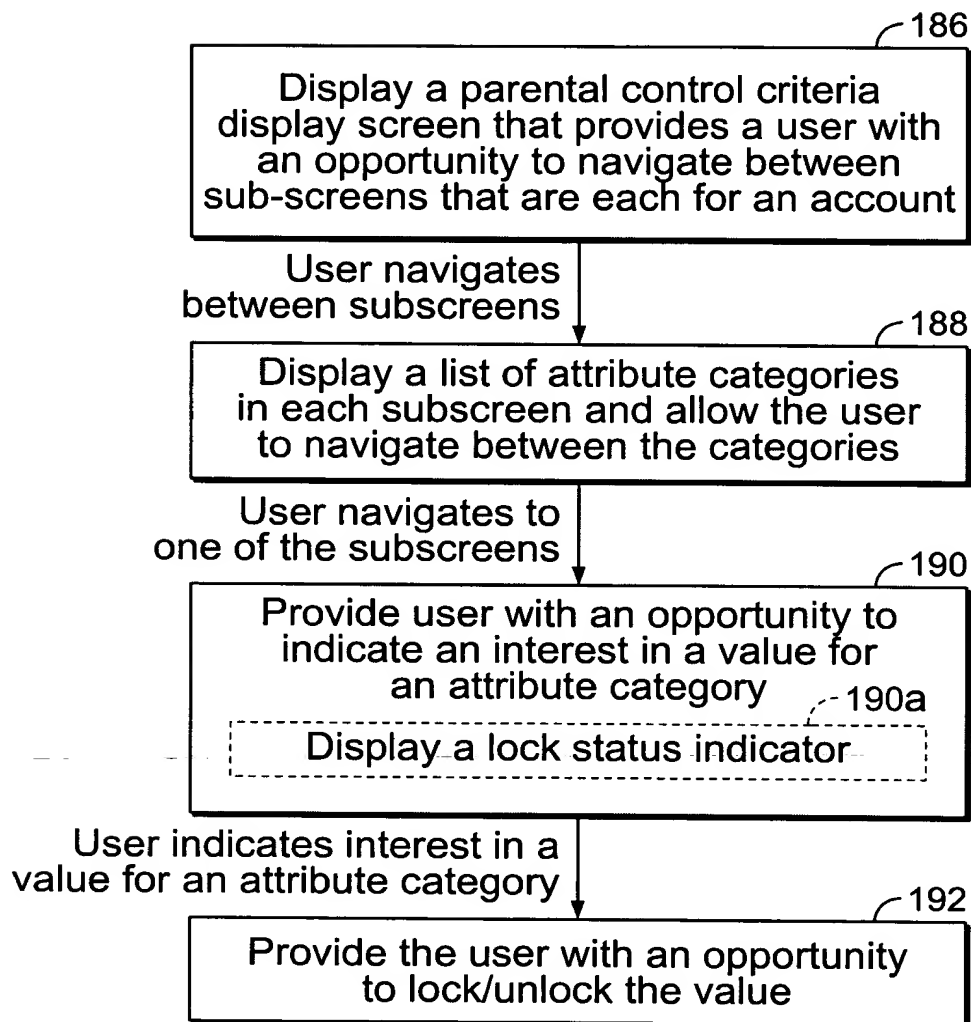 186
Display a parental control criteria
display screen that provides a user with
an opportunity to navigate between
sub-screens that are each for an account
User navigates
between subscreens
188
Display a list of attribute categories
in each subscreen and allow the user
to navigate between the categories
User navigates to
one of the subscreens
190
Provide user with an opportunity to
indicate an interest in a value for
an attribute category
190a
Display a lock status indicator
User indicates interest in a
value for an attribute category
192
Provide the user with an opportunity
to lock/unlock the value